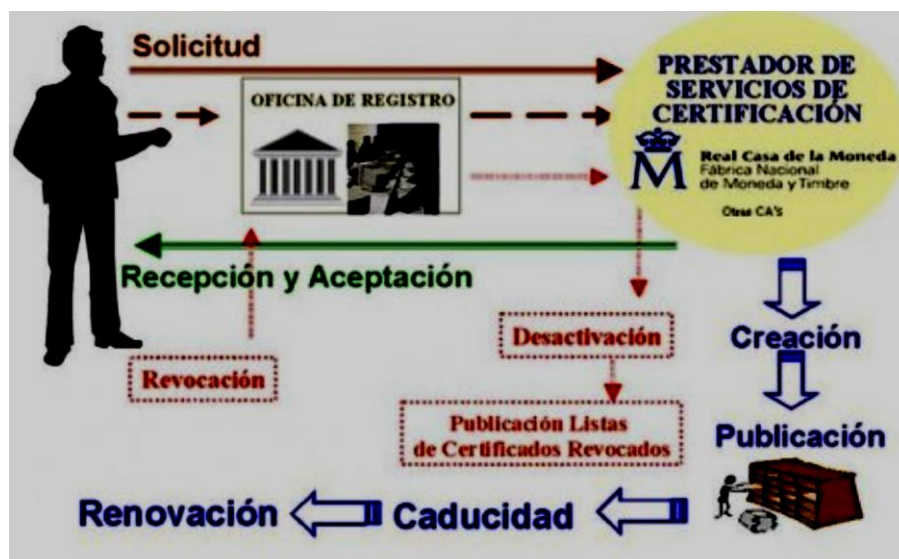 Solicitud
OFICINA DE REGISTRO
PRESTADOR DE
SERVICIOS DE
CERTIFICACIÓN
M
Real Casa de la Moneda
Fábrica Nacional
de Moneda y Timbre
Otras CA'S
Recepción y Aceptación
Revocación
Desactivación
Publicación Listas
de Certificados Revocados
Creación
Publicación
Caducidad
Renovación